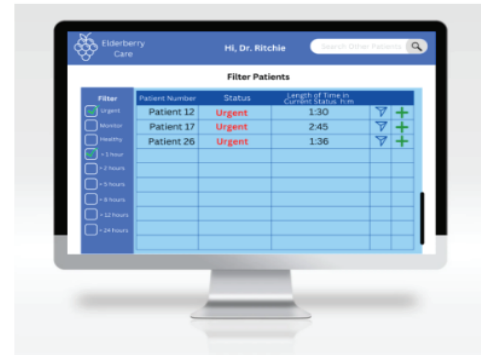 Elderberry
Care
Hi, Dr. Ritchie
Search Other Patients
Filter Patients
Filter
Urgent
Monitor
Healthy
> 1 hour
> 2 hours
> 5 hours
> 8 hours
> 12 hours
> 24 hours
Patient Number Status Length of Time in
Current Status h:m
Patient 12 Urgent 1:30
Patient 17 Urgent 2:45
Patient 26 Urgent 1:36